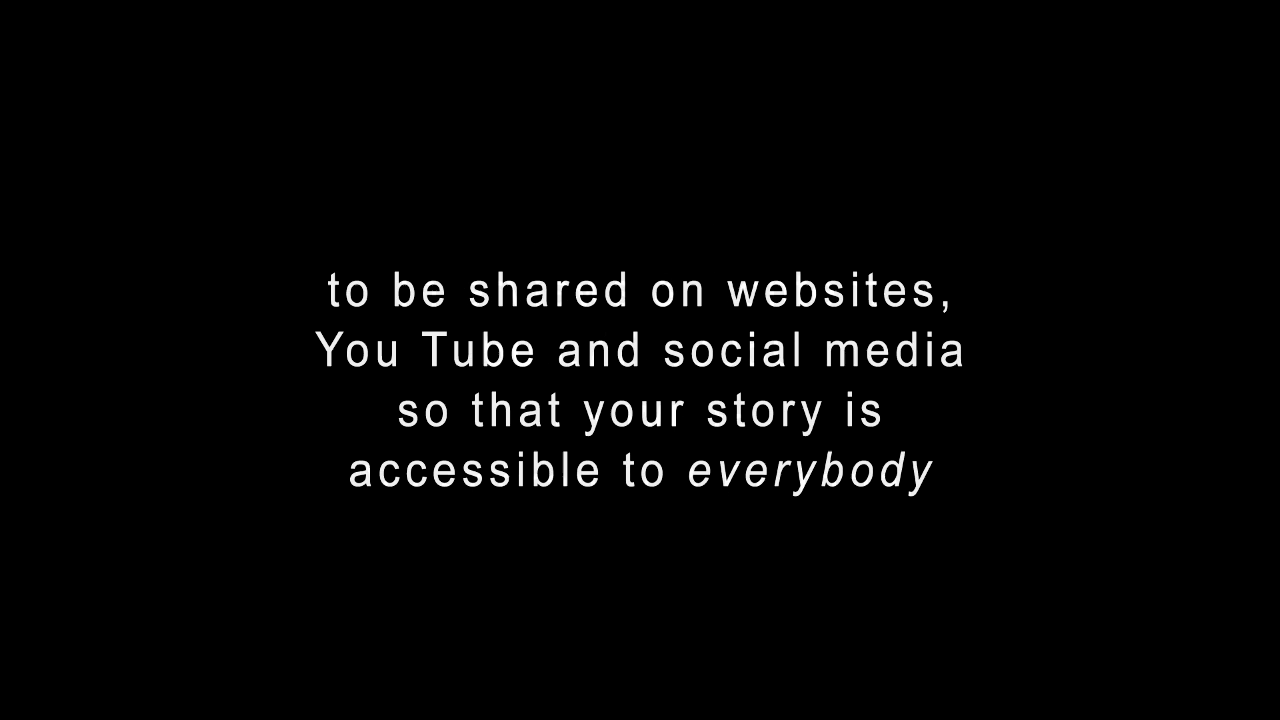 to be shared on websites,
You Tube and social media
so that your story is
accessible to everybody